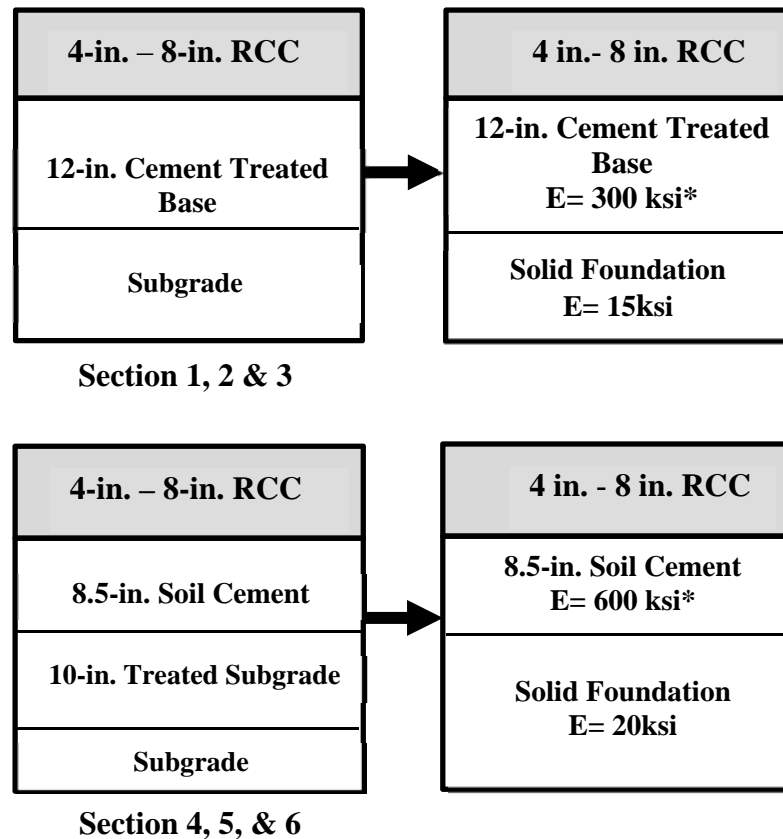 4-in. – 8-in. RCC
12-in. Cement Treated
Base
Subgrade
Section 1, 2 & 3
4 in.- 8 in. RCC
12-in. Cement Treated
Base
E= 300 ksi*
Solid Foundation
E= 15ksi
4-in. – 8-in. RCC
8.5-in. Soil Cement
10-in. Treated Subgrade
Subgrade
Section 4, 5, & 6
4 in. - 8 in. RCC
8.5-in. Soil Cement
E= 600 ksi*
Solid Foundation
E= 20ksi